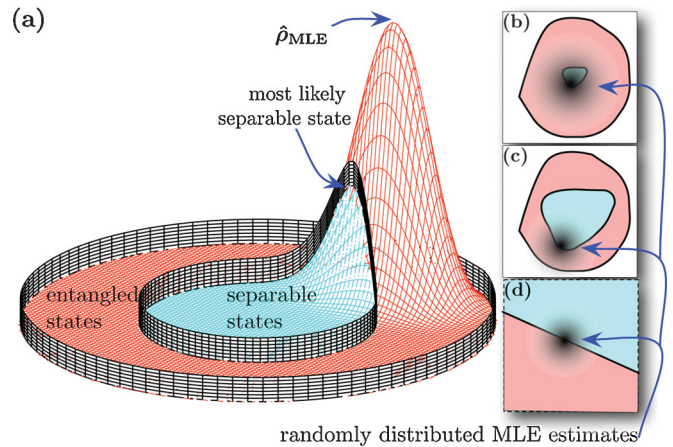 (a)
ρ̂MLE
most likely
separable state
entangled
states
separable
states
(b)
(c)
(d)
randomly distributed MLE estimates